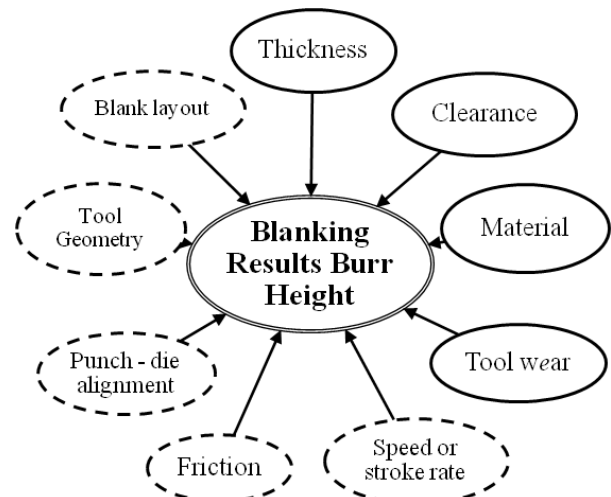 Thickness
Blank layout
Clearance
Tool
Geometry
Blanking
Results Burr
Height
Material
Punch - die
alignment
Tool wear
Friction
Speed or
stroke rate